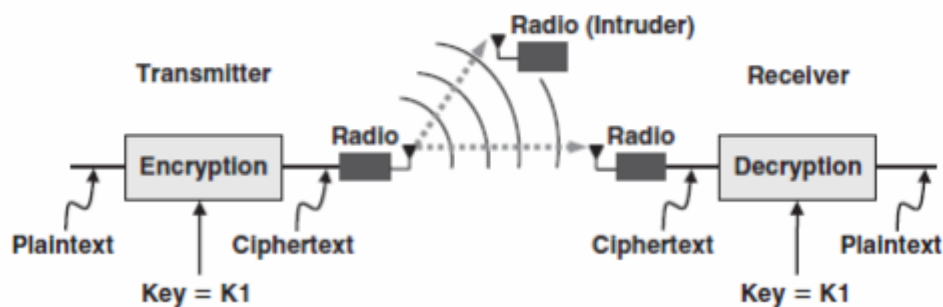 Radio (Intruder)
Transmitter
Receiver
Radio
Radio
Encryption
Decryption
Plaintext
Ciphertext
Ciphertext
Plaintext
Key = K1
Key = K1